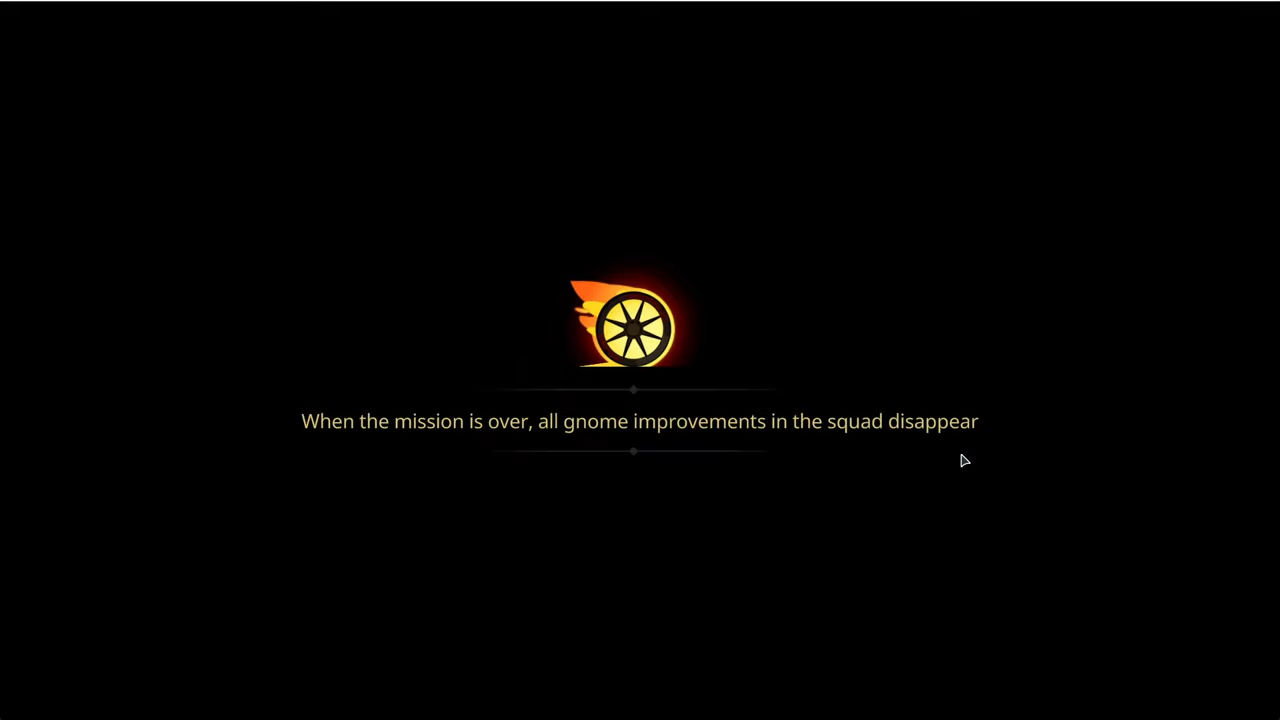 When the mission is over, all gnome improvements in the squad disappear